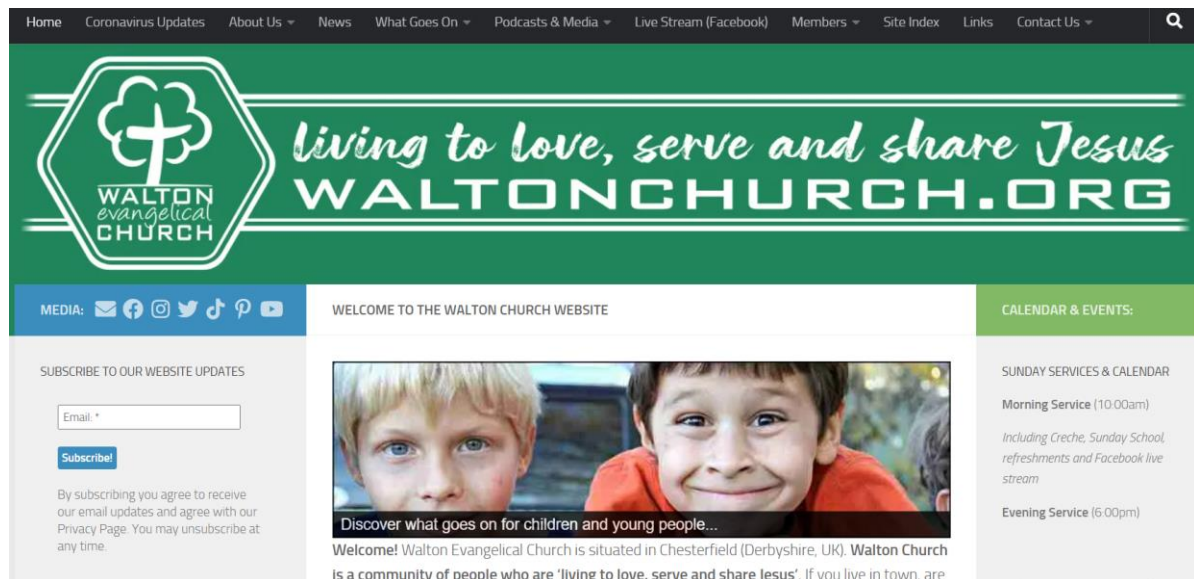 Home Coronavirus Updates About Us News What Goes On Podcasts & Media Live Stream (Facebook) Members Site Index Links Contact Us
living to love, serve and share Jesus
WALTONCHURCH.ORG
WALTON
evangelical
CHURCH
MEDIA:
SUBSCRIBE TO OUR WEBSITE UPDATES
Email: *
Subscribe!
By subscribing you agree to receive
our email updates and agree with our
Privacy Page. You may unsubscribe at
any time.
WELCOME TO THE WALTON CHURCH WEBSITE
Discover what goes on for children and young people...
Welcome! Walton Evangelical Church is situated in Chesterfield (Derbyshire, UK). Walton Church
is a community of people who are 'living to love, serve and share Jesus'. If you live in town, are
CALENDAR & EVENTS:
SUNDAY SERVICES & CALENDAR
Morning Service (10:00am)
Including Creche, Sunday School,
refreshments and Facebook live
stream
Evening Service (6:00pm)